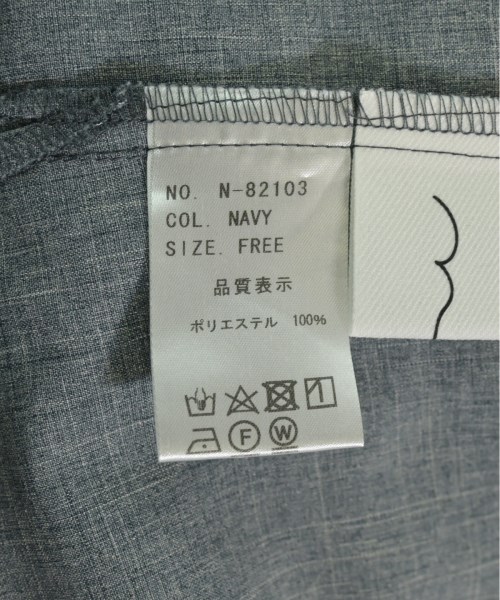 NO. N-82103
COL. NAVY
SIZE. FREE
品質表示
ポリエステル 100%
F W